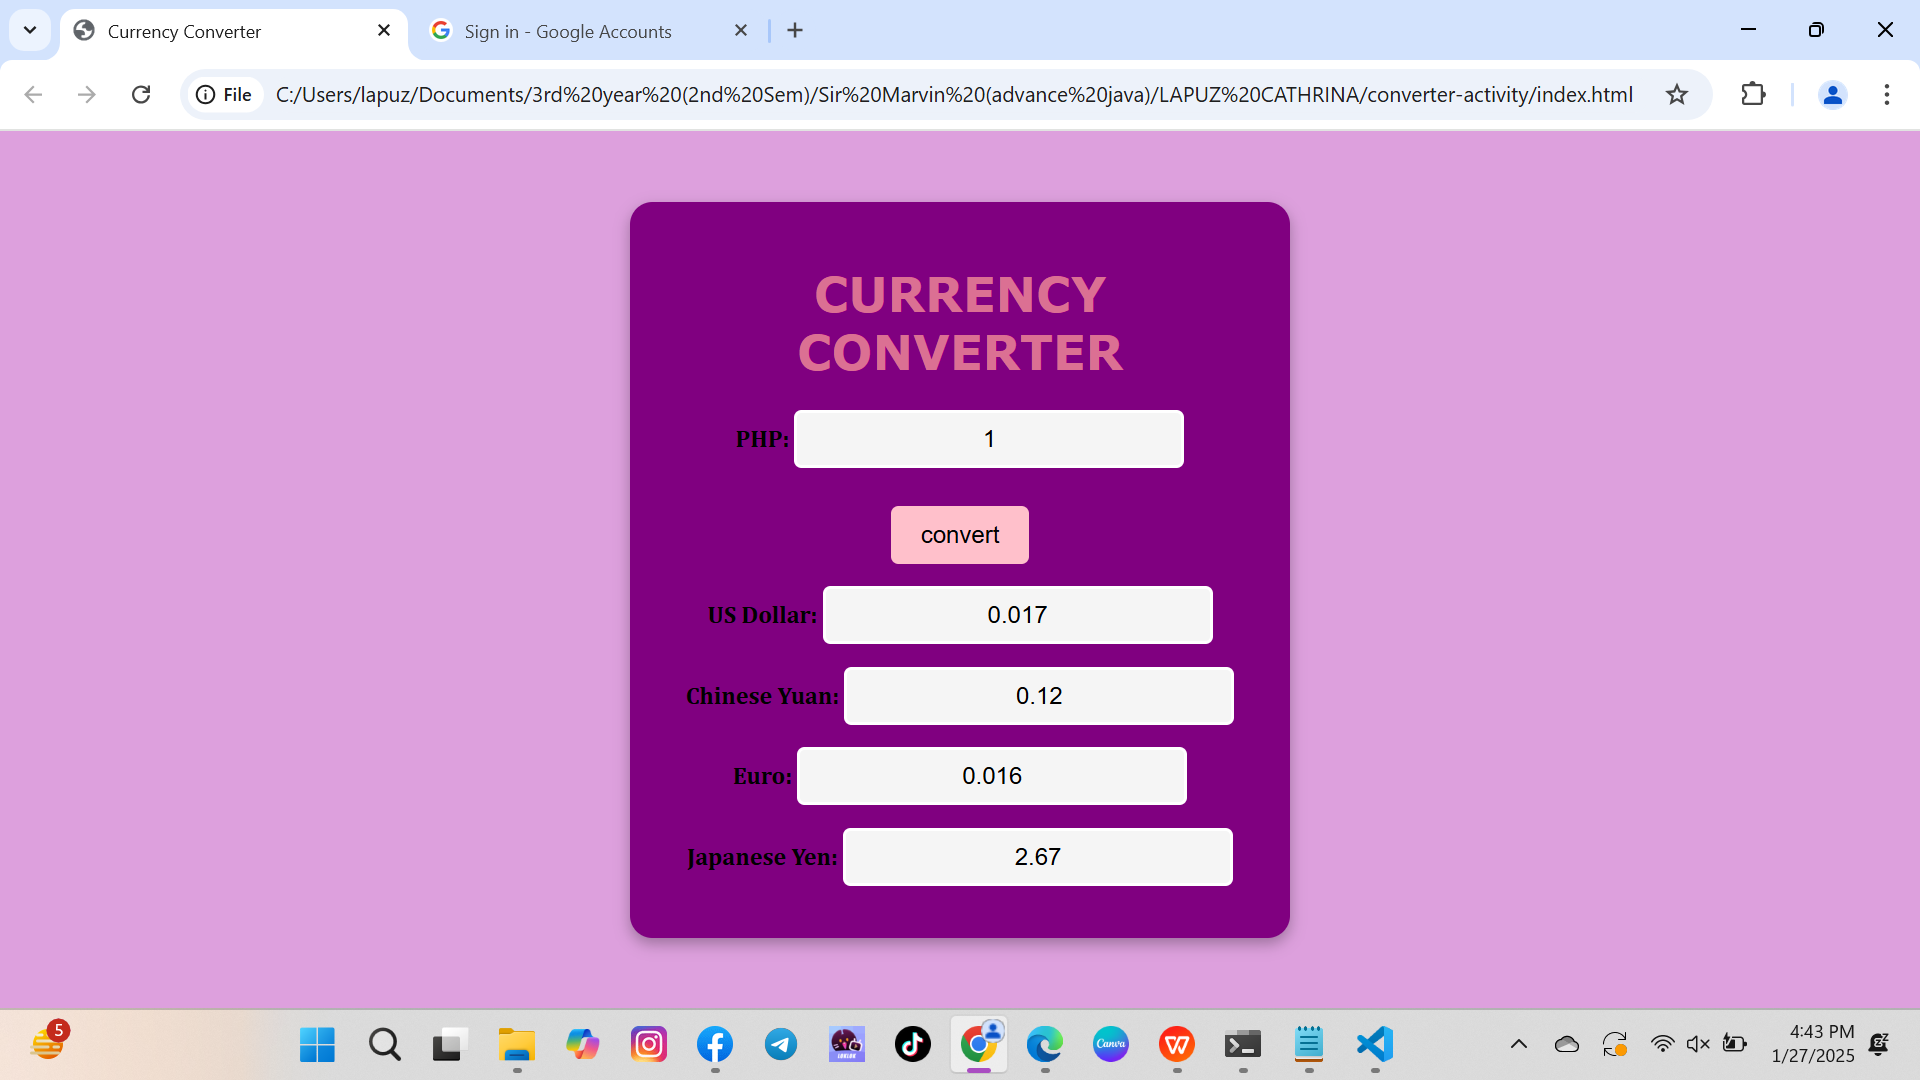 Currency Converter
Sign in - Google Accounts
File
C:/Users/lapuz/Documents/3rd%20year%20(2nd%20Sem)/Sir%20Marvin%20(advance%20java)/LAPUZ%20CATHRINA/converter-activity/index.html
CURRENCY
CONVERTER
PHP: 1
convert
US Dollar: 0.017
Chinese Yuan: 0.12
Euro: 0.016
Japanese Yen: 2.67
5
Canva
4:43 PM
1/27/2025